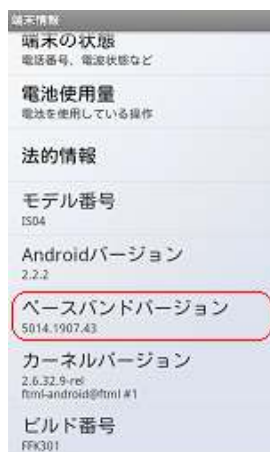 端末情報
端末の状態
電話番号、電波状態など
電池使用量
電池を使用している操作
法的情報
モデル番号
IS04
Androidバージョン
2.2.2
ベースバンドバージョン
5014.1907.43
カーネルバージョン
2.6.32.9-rel
ftml-android@ftml #1
ビルド番号
FFK301